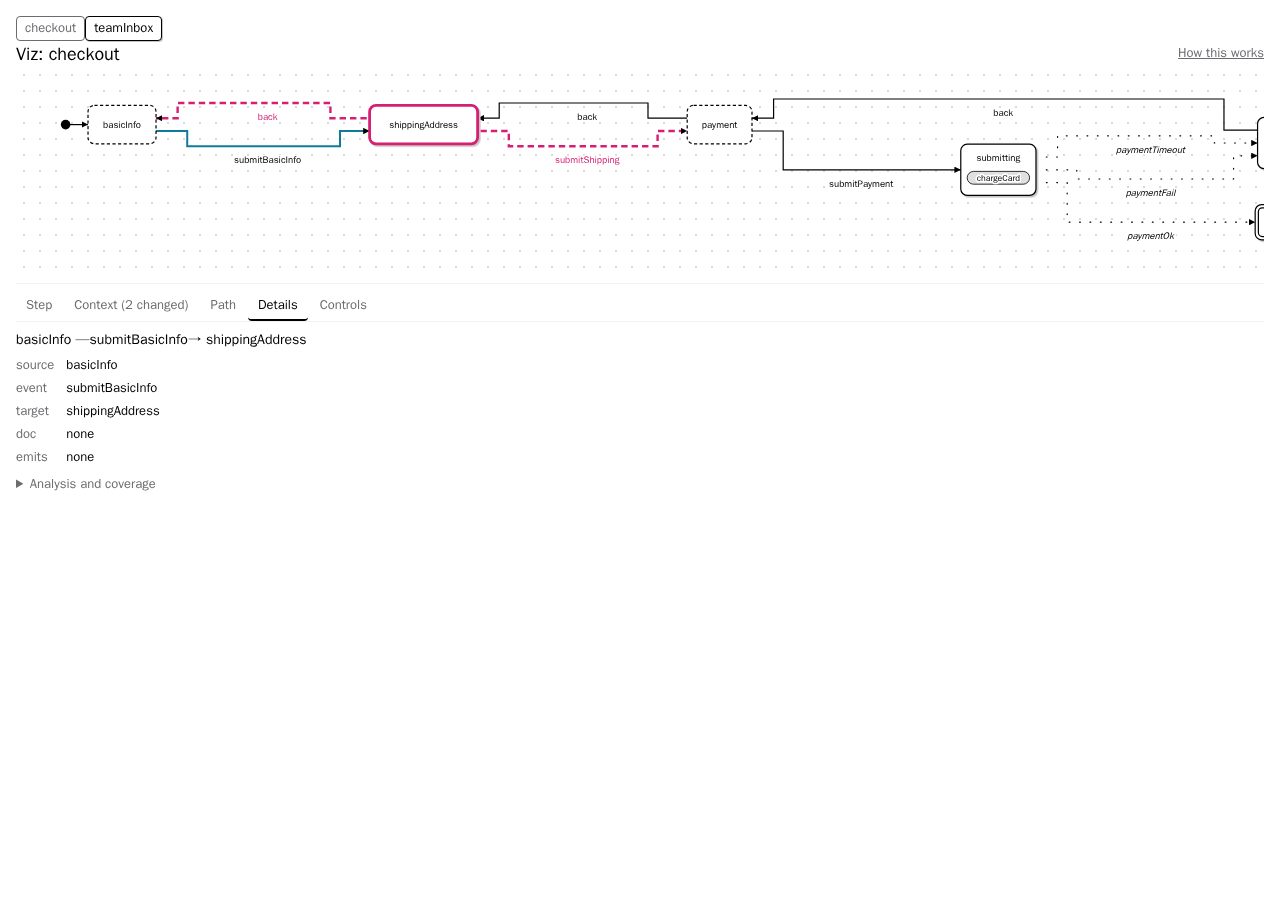 checkout teamInbox
Viz: checkout How this works
back back back
basicInfo shippingAddress payment
submitBasicInfo submitShipping
submitting
chargeCard
submitPayment
paymentTimeout
paymentFail
paymentOk
Step Context (2 changed) Path Details Controls
basicInfo —submitBasicInfo→ shippingAddress
source basicInfo
event submitBasicInfo
target shippingAddress
doc none
emits none
▶ Analysis and coverage